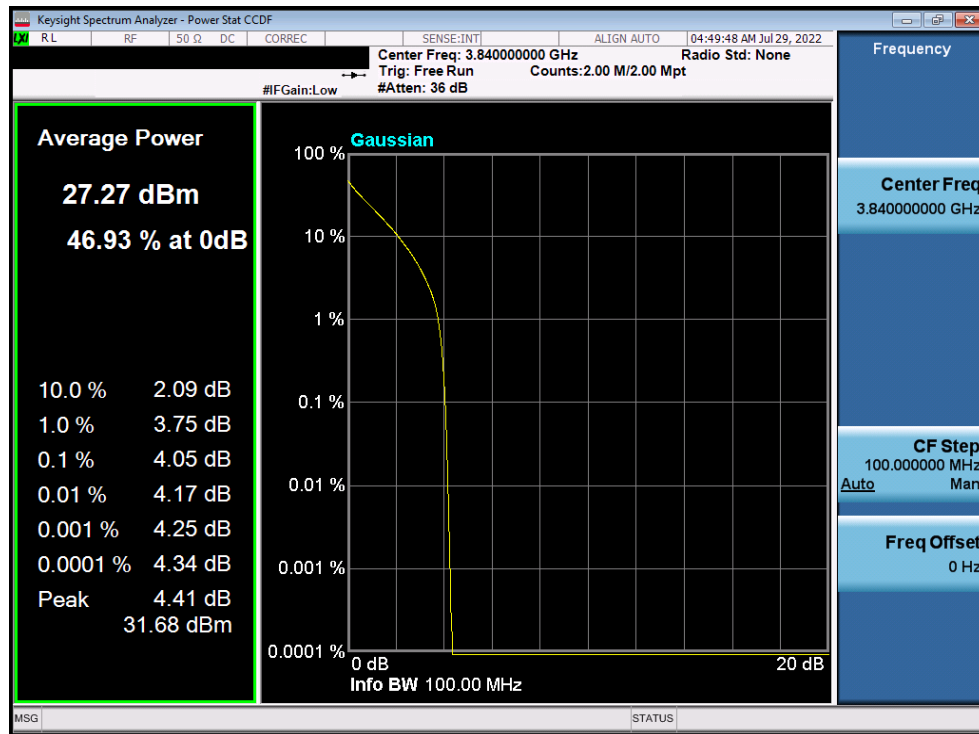 Keysight Spectrum Analyzer - Power Stat CCDF
LXI RL RF 50 Ω DC CORREC SENSE:INT ALIGN AUTO 04:49:48 AM Jul 29, 2022
Center Freq: 3.840000000 GHz Radio Std: None
Trig: Free Run Counts:2.00 M/2.00 Mpt
#IFGain:Low #Atten: 36 dB
Frequency
Average Power
27.27 dBm
46.93 % at 0dB
10.0 % 2.09 dB
1.0 % 3.75 dB
0.1 % 4.05 dB
0.01 % 4.17 dB
0.001 % 4.25 dB
0.0001 % 4.34 dB
Peak 4.41 dB
31.68 dBm
Gaussian
100 %
10 %
1 %
0.1 %
0.01 %
0.001 %
0.0001 %
0 dB 20 dB
Info BW 100.00 MHz
Center Freq
3.840000000 GHz
CF Step
100.000000 MHz
Auto Man
Freq Offset
0 Hz
MSG STATUS